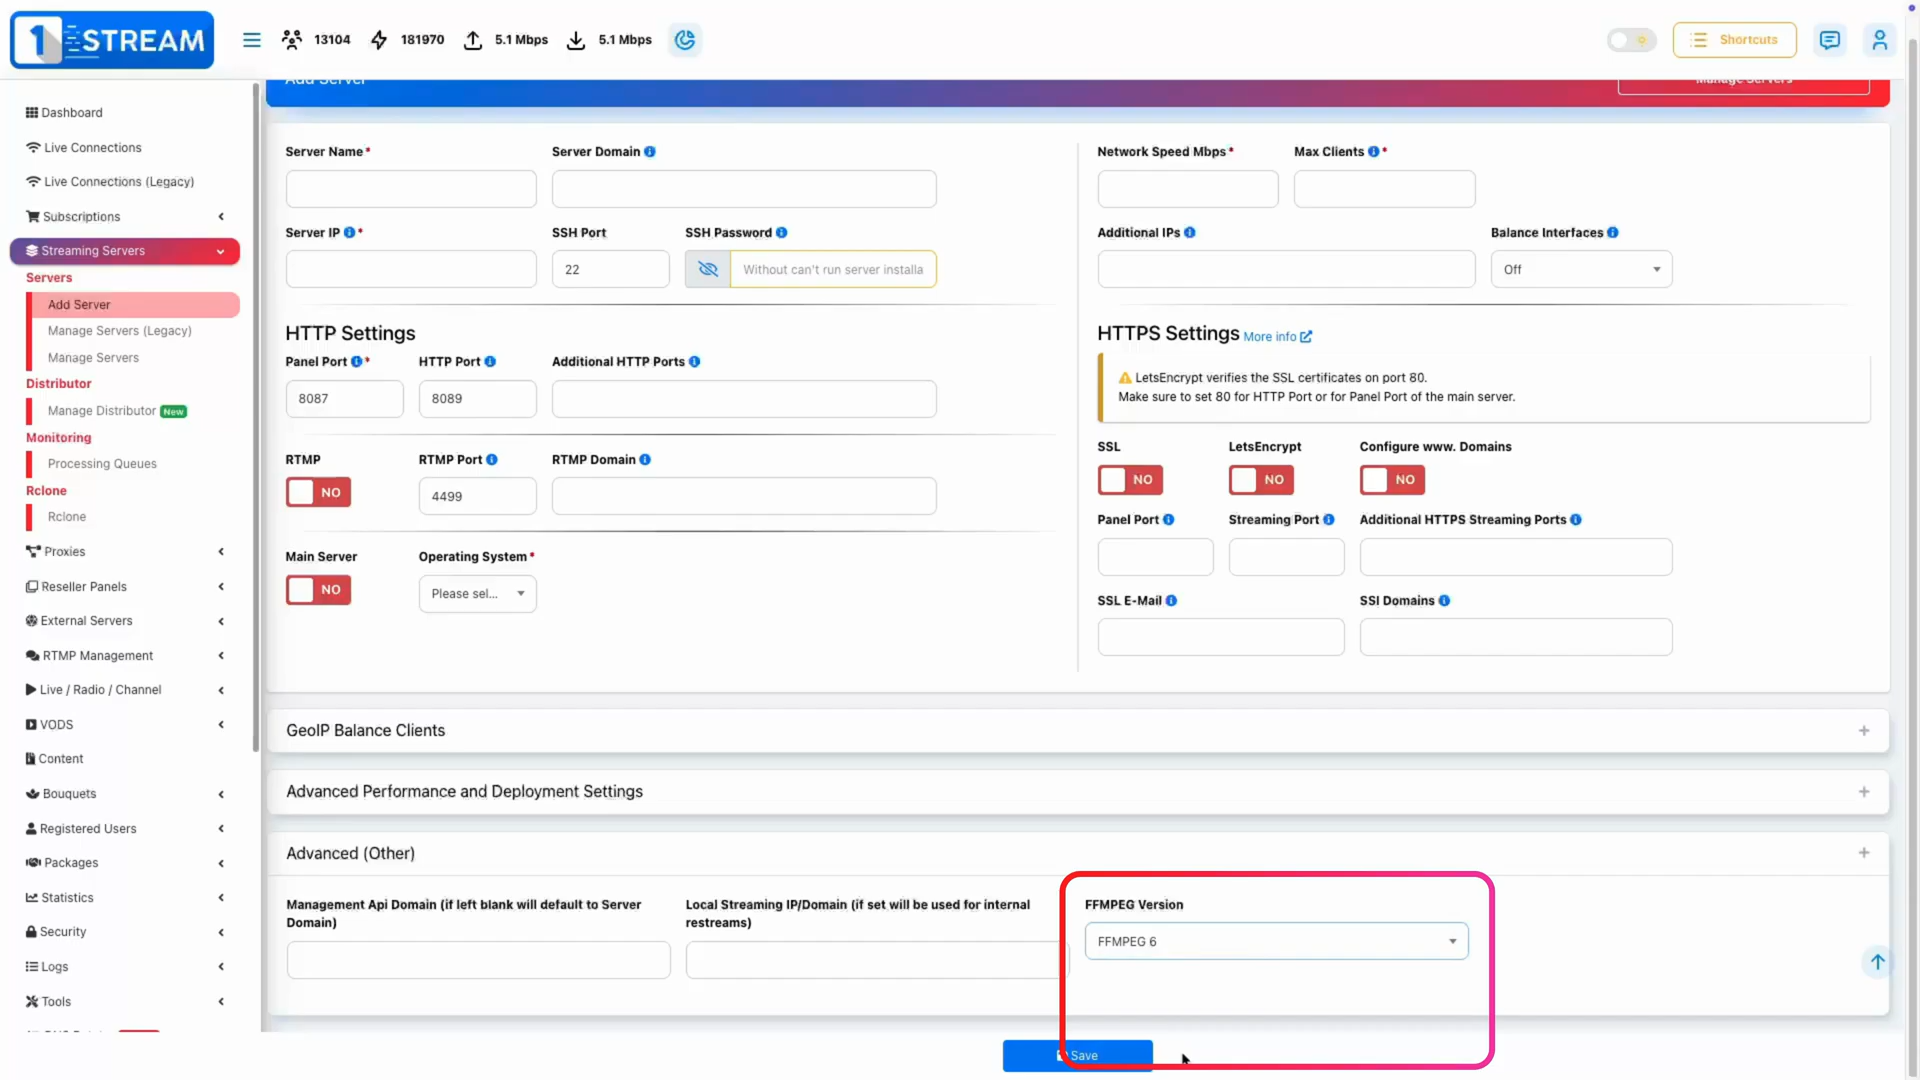 1 STREAM
13104
181970
5.1 Mbps
5.1 Mbps
Shortcuts
Add Server
Manage Servers
Dashboard
Live Connections
Live Connections (Legacy)
Subscriptions
Streaming Servers
Servers
Add Server
Manage Servers (Legacy)
Manage Servers
Distributor
Manage Distributor New
Monitoring
Processing Queues
Rclone
Rclone
Proxies
Reseller Panels
External Servers
RTMP Management
Live / Radio / Channel
VODS
Content
Bouquets
Registered Users
Packages
Statistics
Security
Logs
Tools
Server Name*
Server Domain
Server IP *
SSH Port
SSH Password
22
Without can't run server installa
HTTP Settings
Panel Port *
HTTP Port
Additional HTTP Ports
8087
8089
RTMP
RTMP Port
RTMP Domain
NO
4499
Main Server
Operating System*
NO
Please sel...
Network Speed Mbps*
Max Clients *
Additional IPs
Balance Interfaces
Off
HTTPS Settings More info
LetsEncrypt verifies the SSL certificates on port 80.
Make sure to set 80 for HTTP Port or for Panel Port of the main server.
SSL
LetsEncrypt
Configure www. Domains
NO
NO
NO
Panel Port
Streaming Port
Additional HTTPS Streaming Ports
SSL E-Mail
SSl Domains
GeoIP Balance Clients
Advanced Performance and Deployment Settings
Advanced (Other)
Management Api Domain (if left blank will default to Server
Domain)
Local Streaming IP/Domain (if set will be used for internal
restreams)
FFMPEG Version
FFMPEG 6
Save